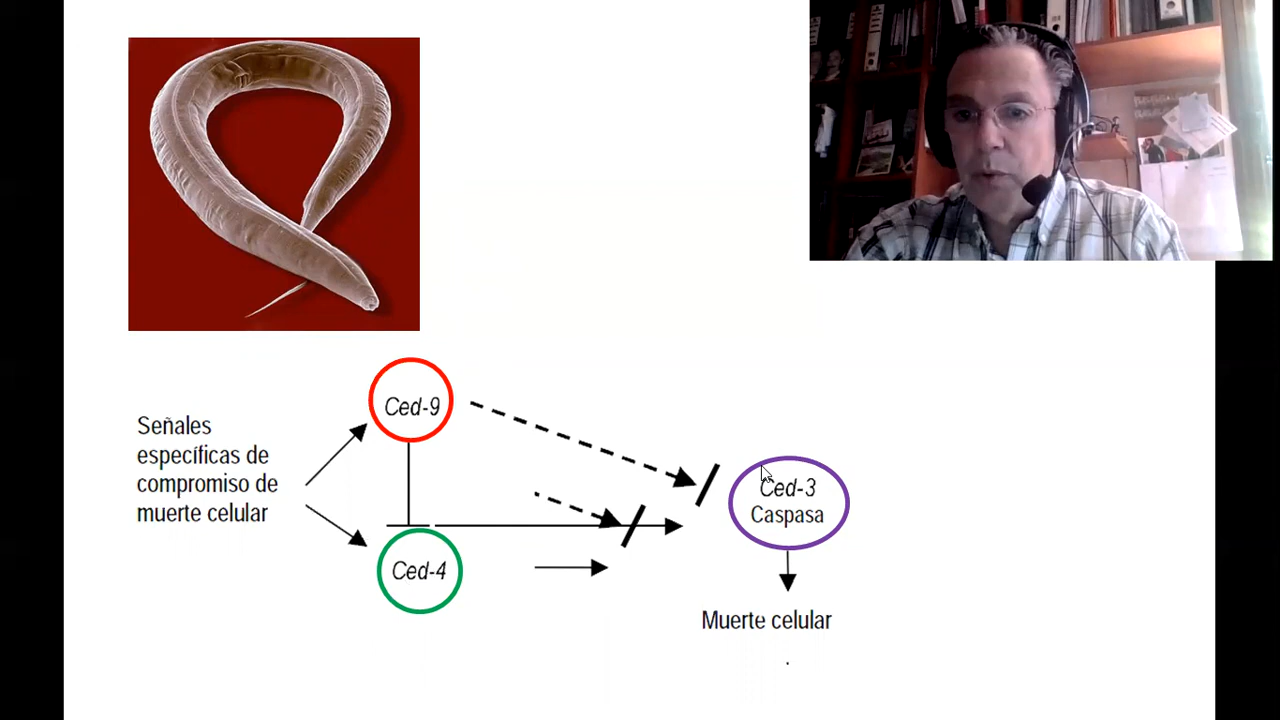 Ced-9
Señales
específicas de
compromiso de
muerte celular
Ced-3
Caspasa
Ced-4
Muerte celular